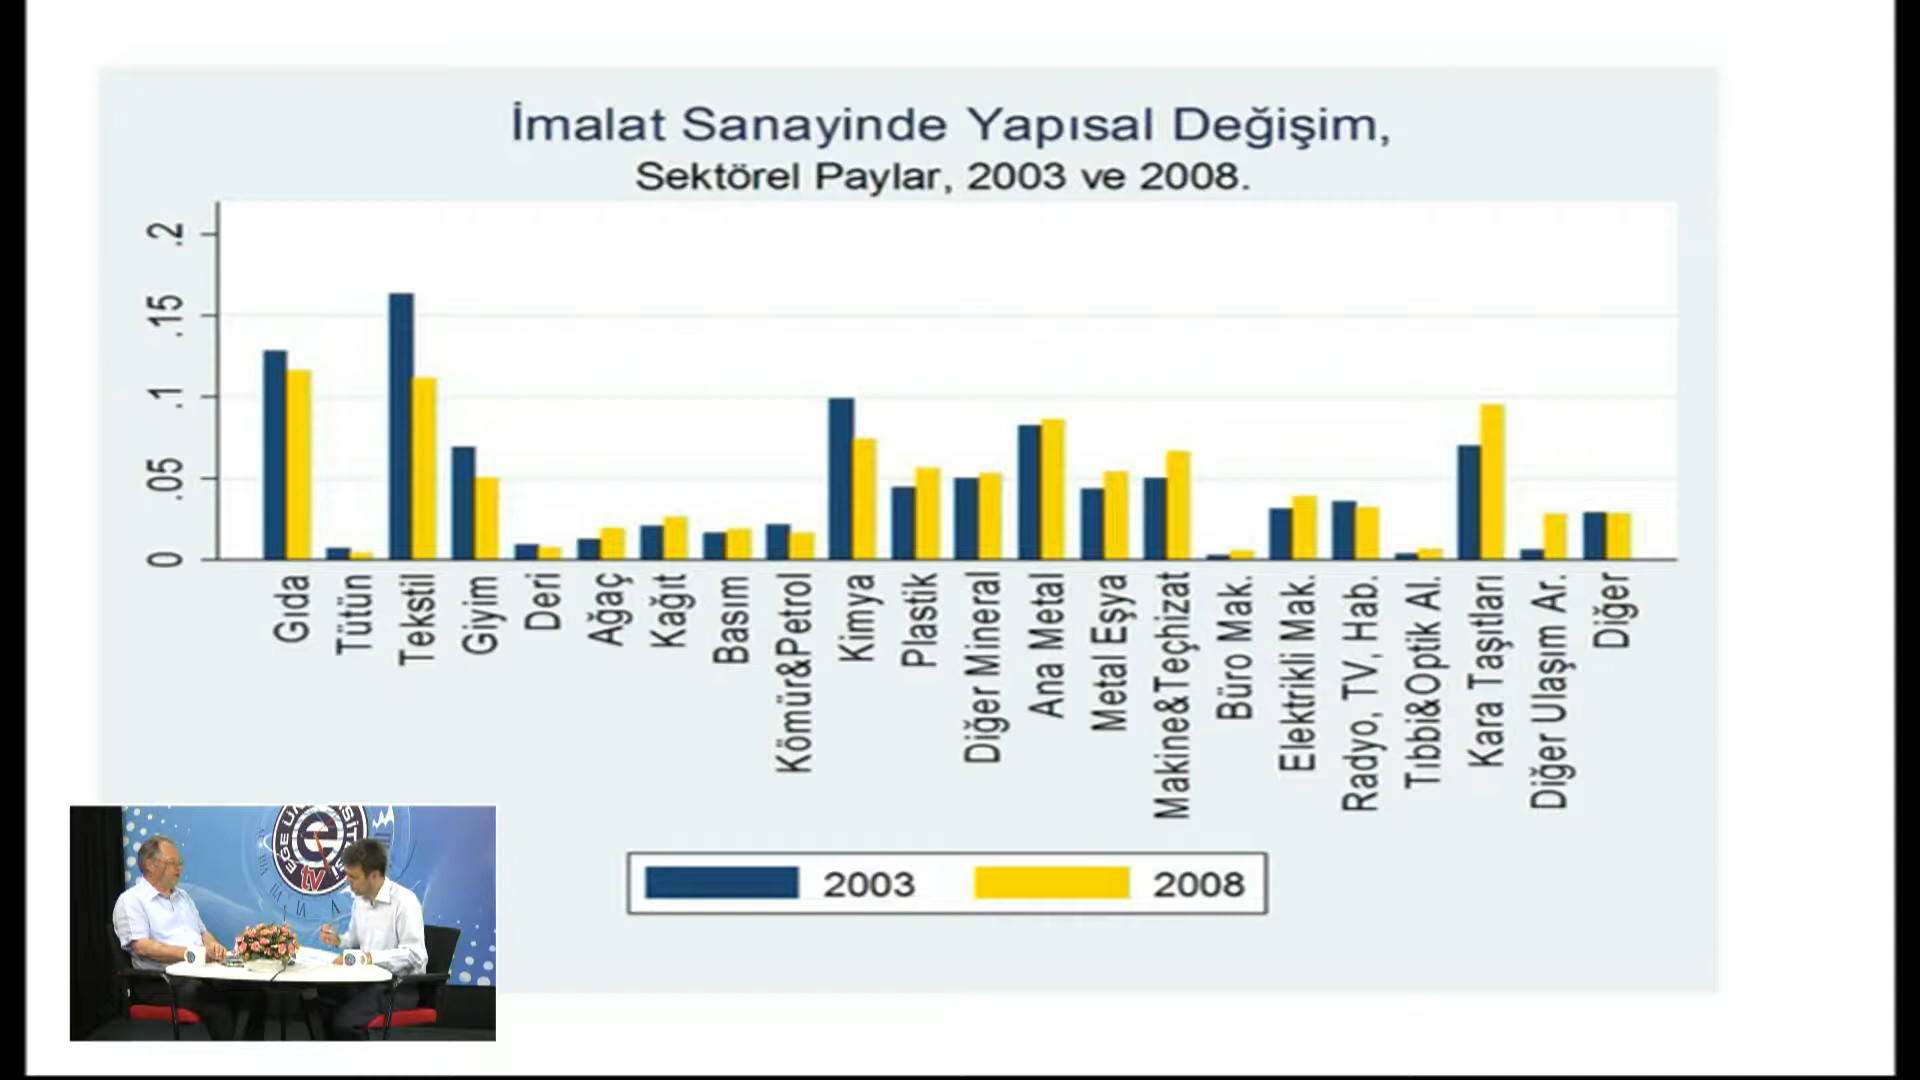 İmalat Sanayinde Yapısal Değişim,
Sektörel Paylar, 2003 ve 2008.
.2
.15
.1
.05
0
Gıda
Tütün
Tekstil
Giyim
Deri
Ağaç
Kağıt
Basım
Kömür&Petrol
Kimya
Plastik
Diğer Mineral
Ana Metal
Metal Eşya
Makine&Teçhizat
Büro Mak.
Elektrikli Mak.
Radyo, TV, Hab.
Tıbbi&Optik Al.
Kara Taşıtları
Diğer Ulaşım Ar.
Diğer
2003
2008
e
tv